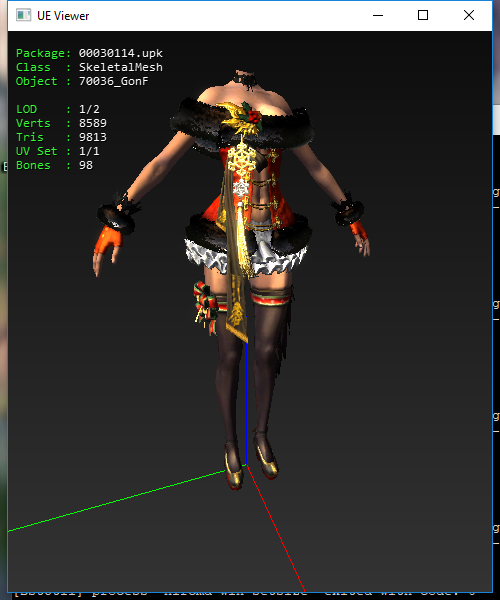 UE Viewer
Package: 00030114.upk
Class  : SkeletalMesh
Object : 70036_GonF
LOD    : 1/2
Verts  : 8589
Tris   : 9813
UV Set : 1/1
Bones  : 98